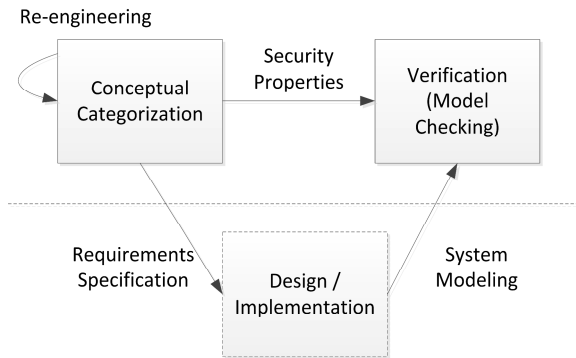 Re-engineering
Conceptual
Categorization
Security
Properties
Verification
(Model
Checking)
Requirements
Specification
Design /
Implementation
System
Modeling